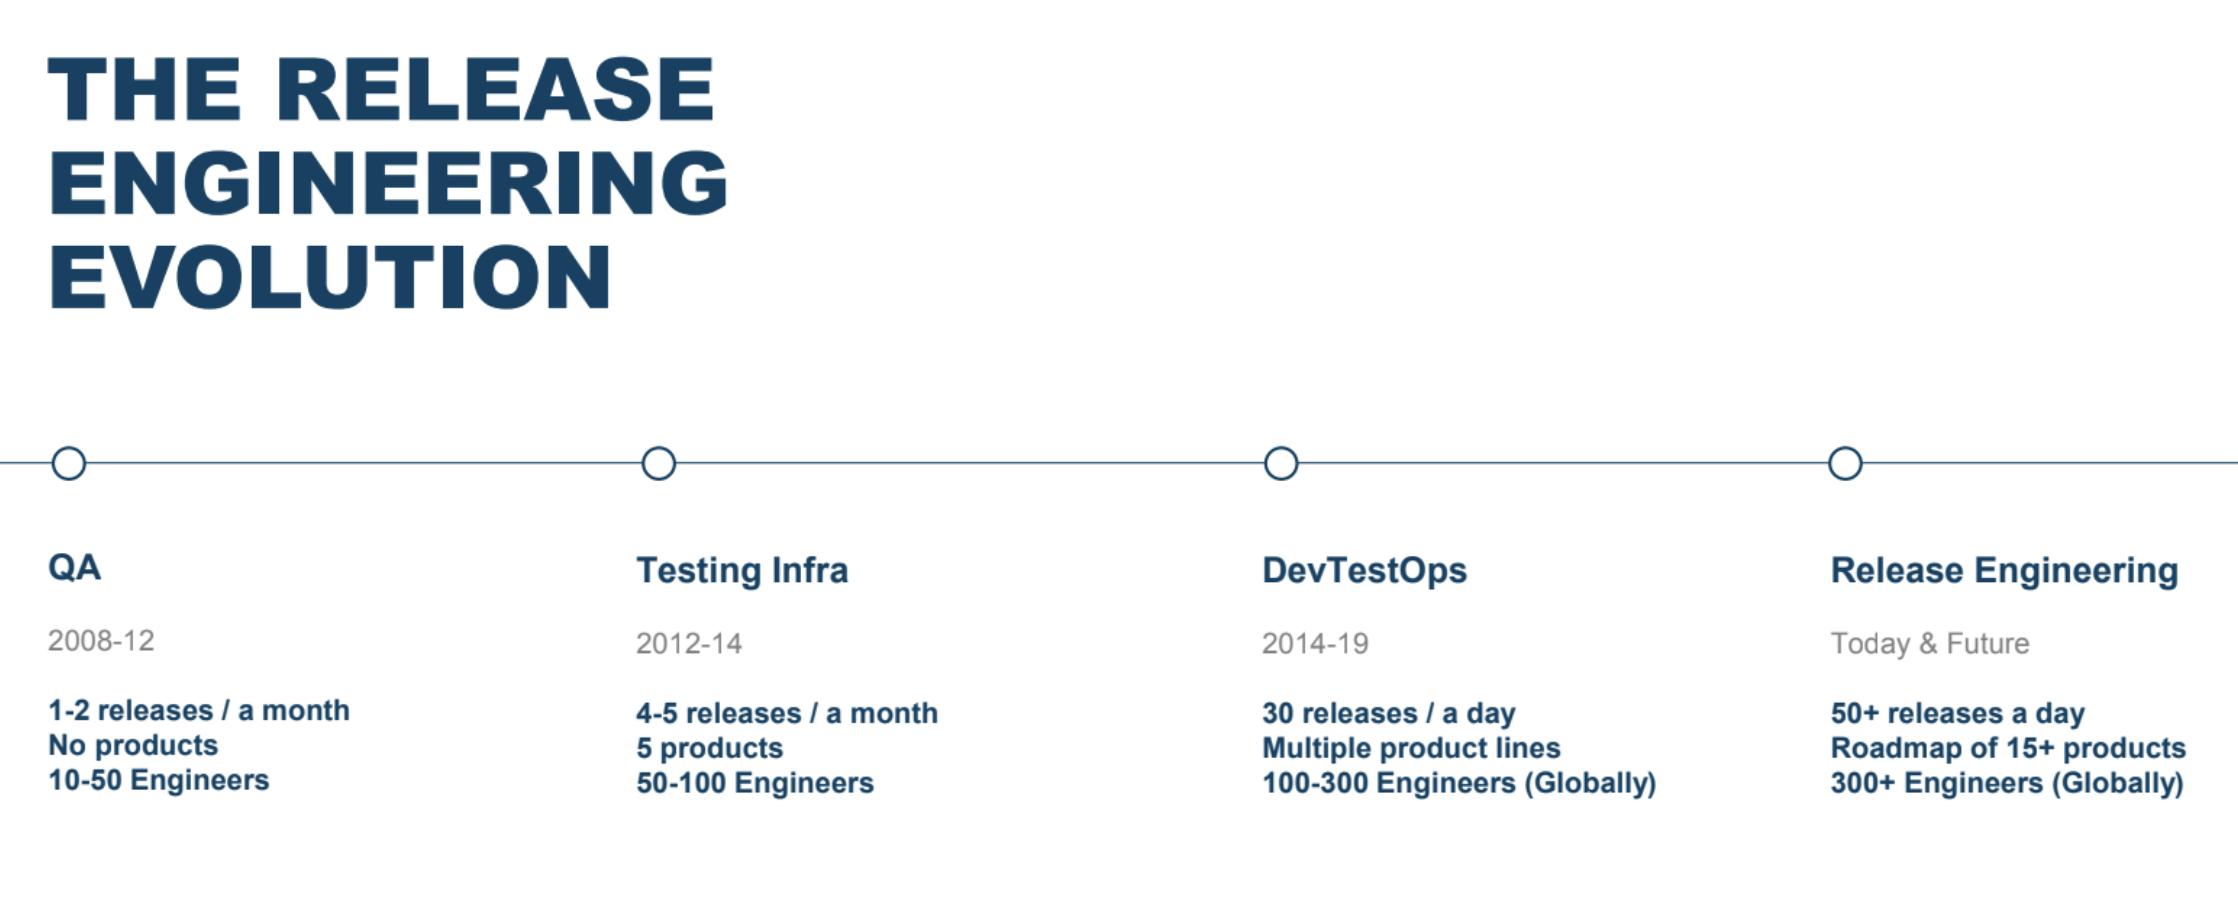 THE RELEASE
ENGINEERING
EVOLUTION
QA
2008-12
1-2 releases / a month
No products
10-50 Engineers
Testing Infra
2012-14
4-5 releases / a month
5 products
50-100 Engineers
DevTestOps
2014-19
30 releases / a day
Multiple product lines
100-300 Engineers (Globally)
Release Engineering
Today & Future
50+ releases a day
Roadmap of 15+ products
300+ Engineers (Globally)